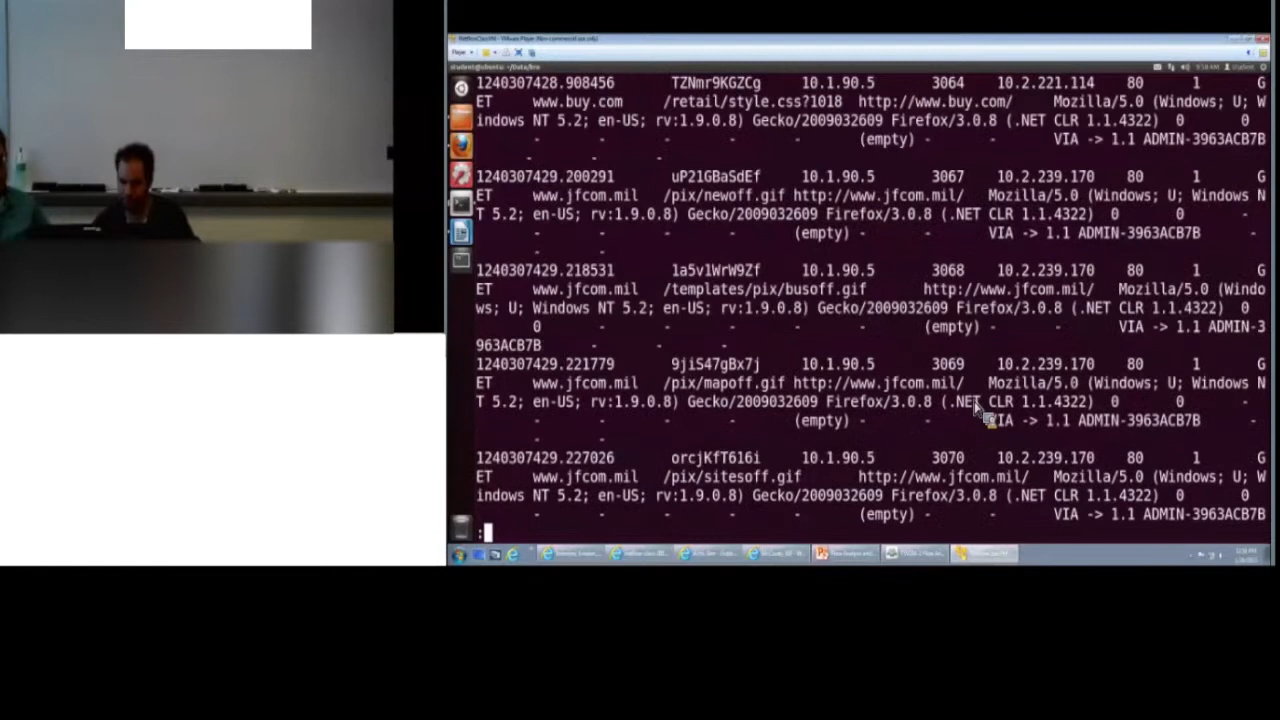 student@ubuntu: ~/Data/bro
Player
1240307428.908456 TZNmr9KGZCg 10.1.90.5 3064 10.2.221.114 80 1 G
ET www.buy.com /retail/style.css?1018 http://www.buy.com/ Mozilla/5.0 (Windows; U; W
indows NT 5.2; en-US; rv:1.9.0.8) Gecko/2009032609 Firefox/3.0.8 (.NET CLR 1.1.4322) 0 0
- - - (empty) - - VIA -> 1.1 ADMIN-3963ACB7B
- - -
1240307429.200291 uP21GBaSdEf 10.1.90.5 3067 10.2.239.170 80 1 G
ET www.jfcom.mil /pix/newoff.gif http://www.jfcom.mil/ Mozilla/5.0 (Windows; U; Windows N
T 5.2; en-US; rv:1.9.0.8) Gecko/2009032609 Firefox/3.0.8 (.NET CLR 1.1.4322) 0 0 -
- - - - (empty) - - VIA -> 1.1 ADMIN-3963ACB7B -
- -
1240307429.218531 1a5v1WrW9Zf 10.1.90.5 3068 10.2.239.170 80 1 G
ET www.jfcom.mil /templates/pix/busoff.gif http://www.jfcom.mil/ Mozilla/5.0 (Windo
ws; U; Windows NT 5.2; en-US; rv:1.9.0.8) Gecko/2009032609 Firefox/3.0.8 (.NET CLR 1.1.4322) 0
0 - - - - (empty) - - VIA -> 1.1 ADMIN-3
963ACB7B - - -
1240307429.221779 9jiS47gBx7j 10.1.90.5 3069 10.2.239.170 80 1 G
ET www.jfcom.mil /pix/mapoff.gif http://www.jfcom.mil/ Mozilla/5.0 (Windows; U; Windows N
T 5.2; en-US; rv:1.9.0.8) Gecko/2009032609 Firefox/3.0.8 (.NET CLR 1.1.4322) 0 0 -
- - - (empty) - - VIA -> 1.1 ADMIN-3963ACB7B -
- -
1240307429.227026 orcjKfT616i 10.1.90.5 3070 10.2.239.170 80 1 G
ET www.jfcom.mil /pix/sitesoff.gif http://www.jfcom.mil/ Mozilla/5.0 (Windows; U; W
indows NT 5.2; en-US; rv:1.9.0.8) Gecko/2009032609 Firefox/3.0.8 (.NET CLR 1.1.4322) 0 0
- - - - (empty) - - VIA -> 1.1 ADMIN-3963ACB7B
: